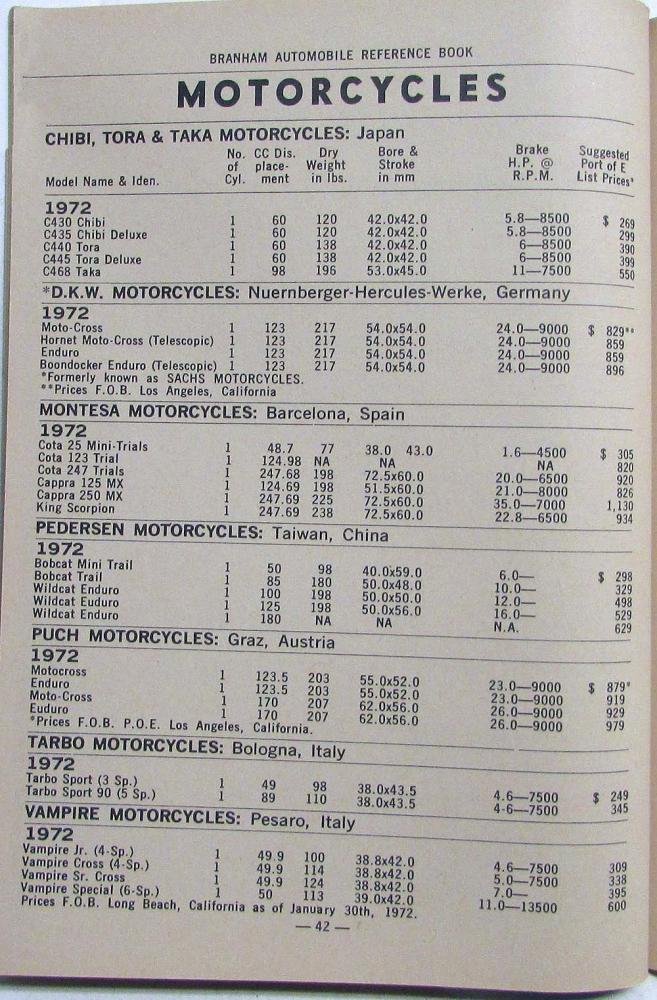 BRANHAM AUTOMOBILE REFERENCE BOOK
MOTORCYCLES
CHIBI, TORA & TAKA MOTORCYCLES: Japan
Model Name & Iden. No. of Cyl. CC Dis. place- ment Dry Weight in lbs. Bore & Stroke in mm Brake H.P. @ R.P.M. Suggested Port of E List Prices*
1972
C430 Chibi 1 60 120 42.0x42.0 5.8—8500 $ 269
C435 Chibi Deluxe 1 60 120 42.0x42.0 5.8—8500 299
C440 Tora 1 60 138 42.0x42.0 6—8500 390
C445 Tora Deluxe 1 60 138 42.0x42.0 6—8500 399
C468 Taka 1 98 196 53.0x45.0 11—7500 550
*D.K.W. MOTORCYCLES: Nuernberger-Hercules-Werke, Germany
1972
Moto-Cross 1 123 217 54.0x54.0 24.0—9000 $ 829**
Hornet Moto-Cross (Telescopic) 1 123 217 54.0x54.0 24.0—9000 859
Enduro 1 123 217 54.0x54.0 24.0—9000 859
Boondocker Enduro (Telescopic) 1 123 217 54.0x54.0 24.0—9000 896
*Formerly known as SACHS MOTORCYCLES.
**Prices F.O.B. Los Angeles, California
MONTESA MOTORCYCLES: Barcelona, Spain
1972
Cota 25 Mini-Trials 1 48.7 77 38.0 43.0 1.6—4500 $ 305
Cota 123 Trial 1 124.98 NA NA NA 820
Cota 247 Trials 1 247.68 198 72.5x60.0 20.0—6500 920
Cappra 125 MX 1 124.69 198 51.5x60.0 21.0—8000 826
Cappra 250 MX 1 247.69 225 72.5x60.0 35.0—7000 1,130
King Scorpion 1 247.69 238 72.5x60.0 22.8—6500 934
PEDERSEN MOTORCYCLES: Taiwan, China
1972
Bobcat Mini Trail 1 50 98 40.0x59.0 6.0— $ 298
Bobcat Trail 1 85 180 50.0x48.0 10.0— 329
Wildcat Enduro 1 100 198 50.0x50.0 12.0— 498
Wildcat Euduro 1 125 198 50.0x56.0 16.0— 529
Wildcat Enduro 1 180 NA NA N.A. 629
PUCH MOTORCYCLES: Graz, Austria
1972
Motocross 1 123.5 203 55.0x52.0 23.0—9000 $ 879*
Enduro 1 123.5 203 55.0x52.0 23.0—9000 919
Moto-Cross 1 170 207 62.0x56.0 26.0—9000 929
Euduro 1 170 207 62.0x56.0 26.0—9000 979
*Prices F.O.B. P.O.E. Los Angeles, California.
TARBO MOTORCYCLES: Bologna, Italy
1972
Tarbo Sport (3 Sp.) 1 49 98 38.0x43.5 4.6—7500 $ 249
Tarbo Sport 90 (5 Sp.) 1 89 110 38.0x43.5 4-6—7500 345
VAMPIRE MOTORCYCLES: Pesaro, Italy
1972
Vampire Jr. (4-Sp.) 1 49.9 100 38.8x42.0 4.6—7500 309
Vampire Cross (4-Sp.) 1 49.9 114 38.8x42.0 5.0—7500 338
Vampire Sr. Cross 1 49.9 124 38.8x42.0 7.0— 395
Vampire Special (6-Sp.) 1 50 113 39.0x42.0 11.0—13500 600
Prices F.O.B. Long Beach, California as of January 30th, 1972.
— 42 —